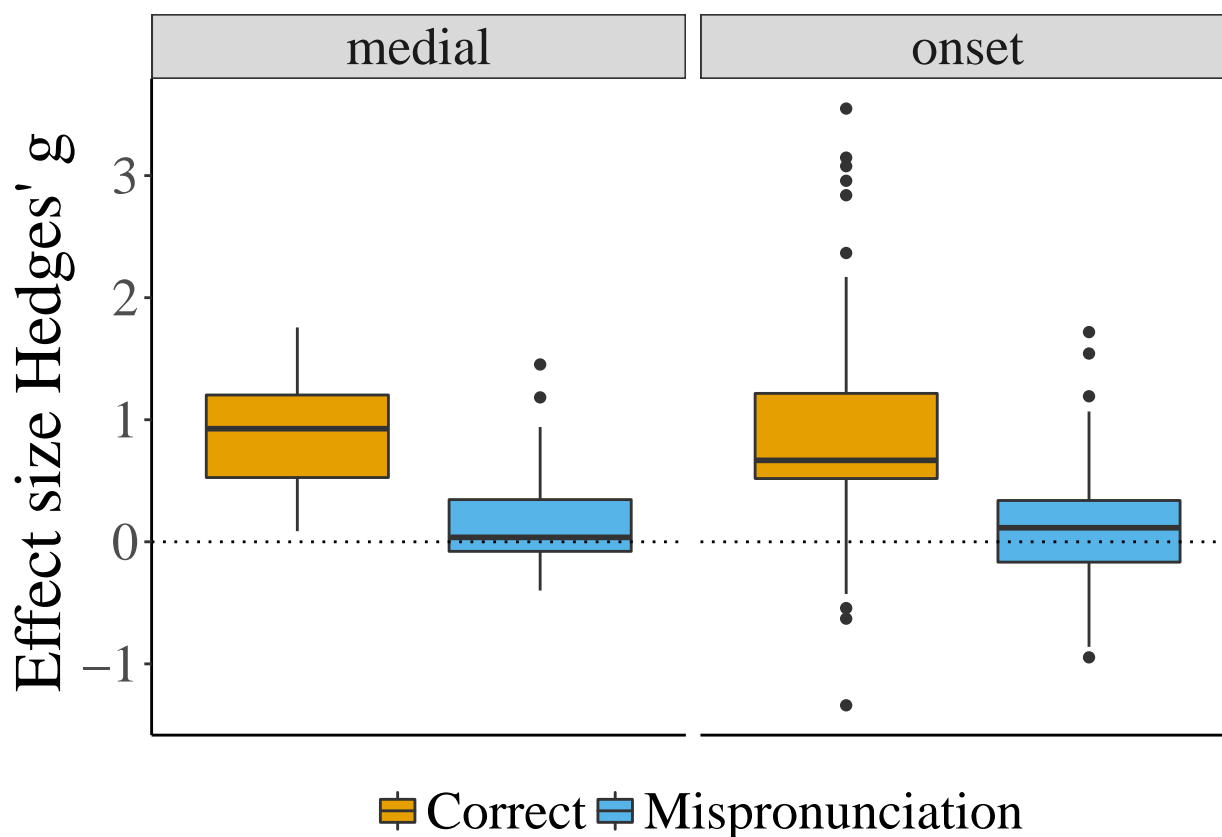 medial
onset
Effect size Hedges' g
3
2
1
0
−1
Correct
Mispronunciation